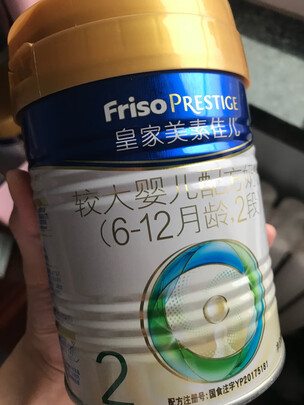 Friso PRESTIGE
皇家美素佳儿
较大婴儿配方
(6-12月龄,2段
2
配方注册号:国食注字YP20175181